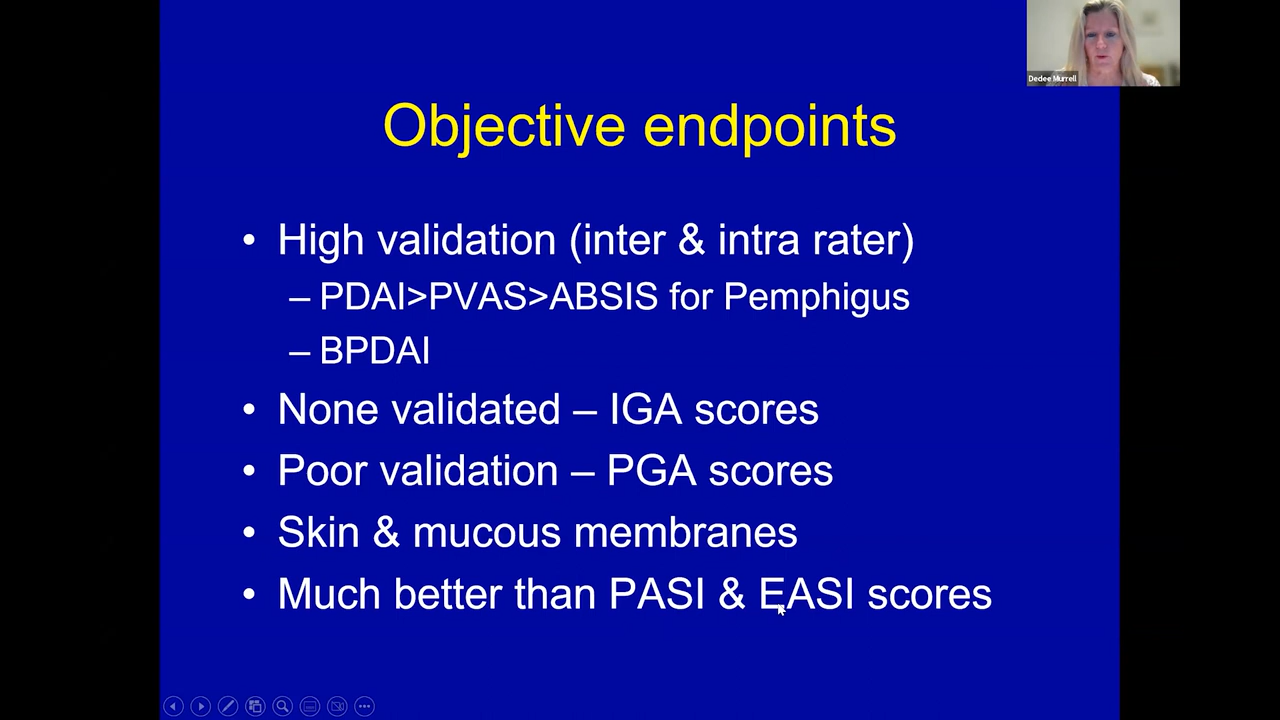 Dedee Murrell
Objective endpoints
• High validation (inter & intra rater)
– PDAI>PVAS>ABSIS for Pemphigus
– BPDAI
• None validated – IGA scores
• Poor validation – PGA scores
• Skin & mucous membranes
• Much better than PASI & EASI scores